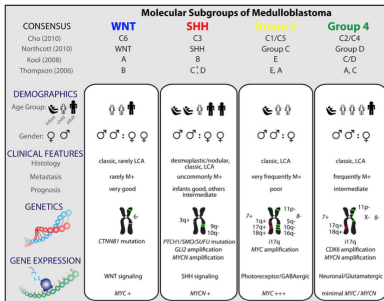 Molecular Subgroups of Medulloblastoma
CONSENSUS WNT SHH Group 3 Group 4
Cho (2010) C6 C3 C1/C5 C2/C4
Northcott (2010) WNT SHH Group C Group D
Kool (2008) A B E C/D
Thompson (2006) B C, D E, A A, C
DEMOGRAPHICS
Age Group:
infant child adult
Gender: ♀ ♂ ♂♂:♀♀ ♂♂:♀♀ ♂♂:♀ ♂♂:♀
CLINICAL FEATURES
Histology classic, rarely LCA desmoplastic/nodular, classic, LCA classic, LCA classic, LCA
Metastasis rarely M+ uncommonly M+ very frequently M+ frequently M+
Prognosis very good infants good, others intermediate poor intermediate
GENETICS
6-
3q+ 9q- 10q-
7+ 1q+ 17q+ 18q+ 11p- 8- 5q- 10q- 16q-
7+ 17q+ 18q+ 11p- X- 8-
CTNNB1 mutation PTCH1/SMO/SUFU mutation i17q i17q
GLI2 amplification MYC amplification CDK6 amplification
MYCN amplification MYCN amplification
GENE EXPRESSION
WNT signaling SHH signaling Photoreceptor/GABAergic Neuronal/Glutamatergic
MYC + MYCN + MYC +++ minimal MYC / MYCN